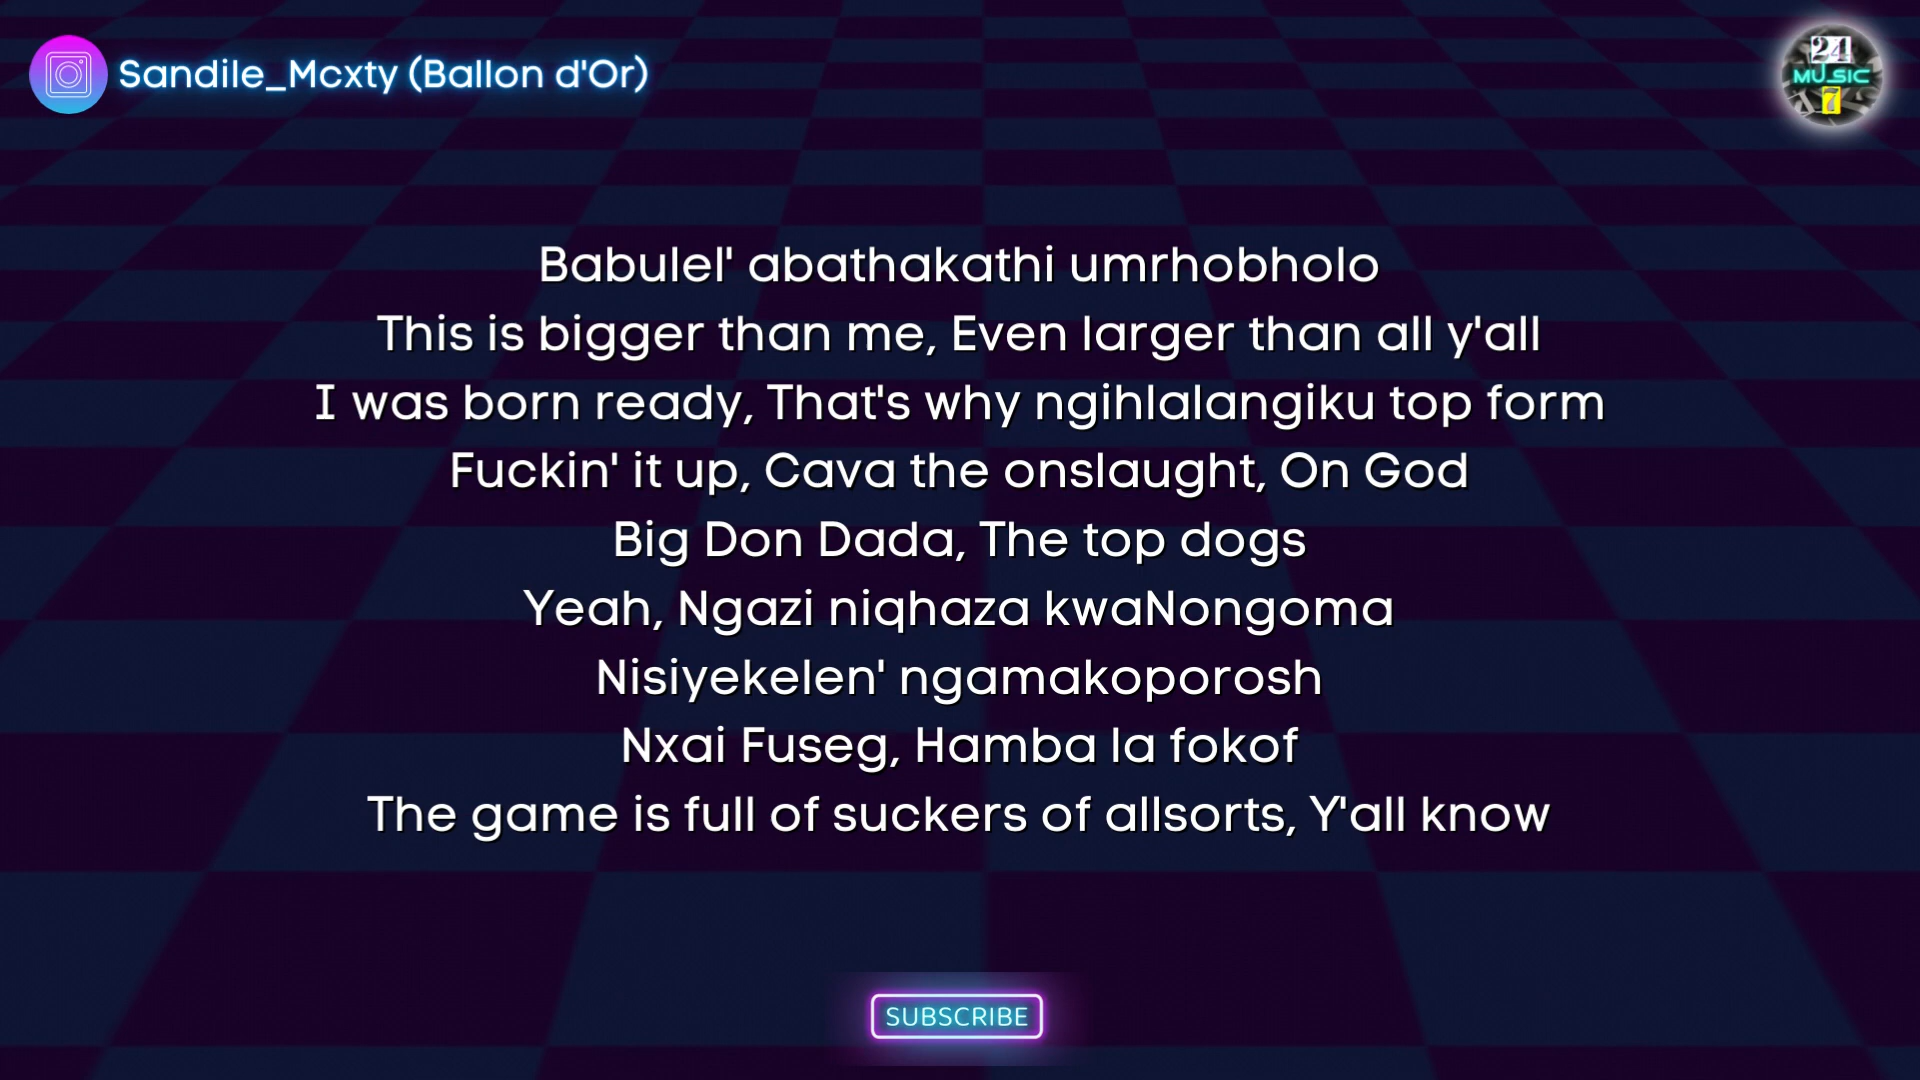 Sandile_Mcxty (Ballon d'Or)
24
MUSIC
7
Babulel' abathakathi umrhobholo
This is bigger than me, Even larger than all y'all
I was born ready, That's why ngihlalangiku top form
Fuckin' it up, Cava the onslaught, On God
Big Don Dada, The top dogs
Yeah, Ngazi niqhaza kwaNongoma
Nisiyekelen' ngamakoporosh
Nxai Fuseg, Hamba la fokof
The game is full of suckers of allsorts, Y'all know
SUBSCRIBE